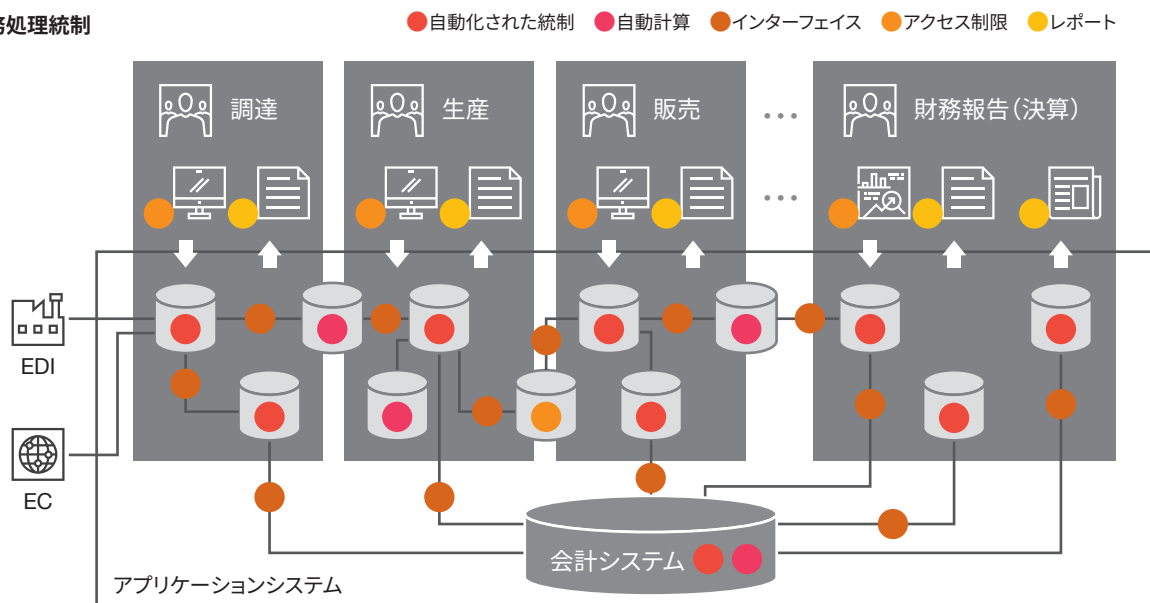 務処理統制
自動化された統制 自動計算 インターフェイス アクセス制限 レポート
調達 生産 販売 … 財務報告（決算）
…
EDI
EC
会計システム
アプリケーションシステム